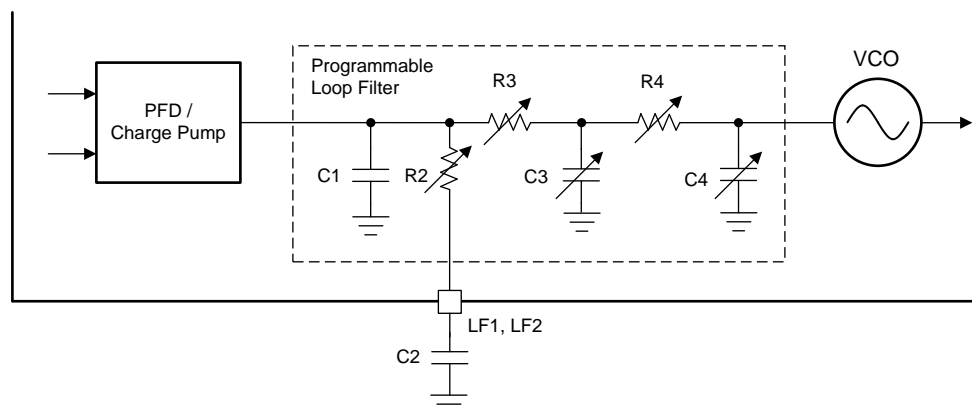 Programmable
Loop Filter
VCO
R3
R4
PFD /
Charge Pump
C1
R2
C3
C4
LF1, LF2
C2